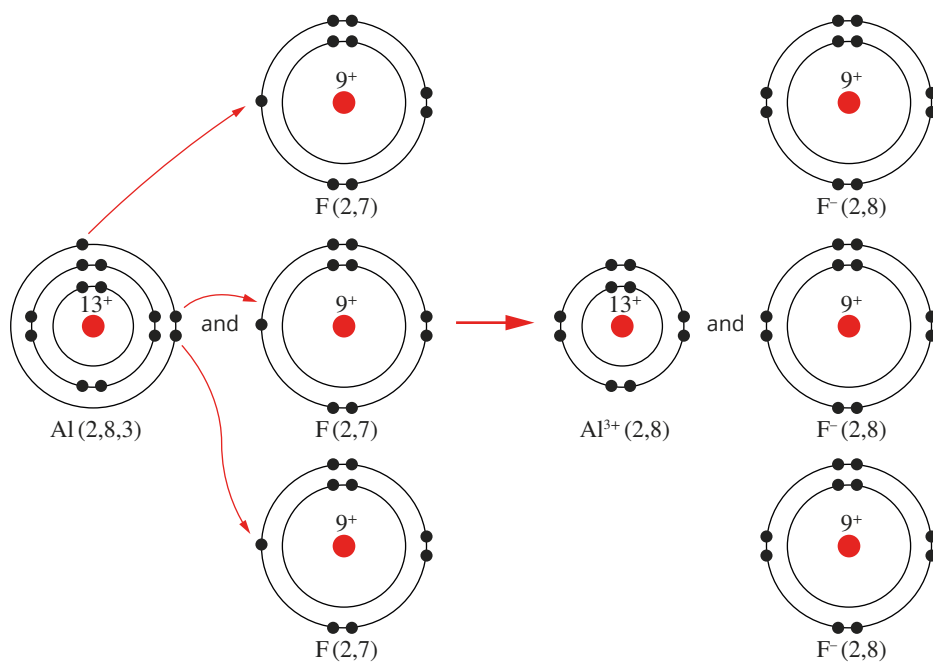 9⁺
9⁺
F (2,7)
F⁻ (2,8)
13⁺
and
9⁺
13⁺
and
9⁺
Al (2,8,3)
F (2,7)
Al³⁺ (2,8)
F⁻ (2,8)
9⁺
9⁺
F (2,7)
F⁻ (2,8)